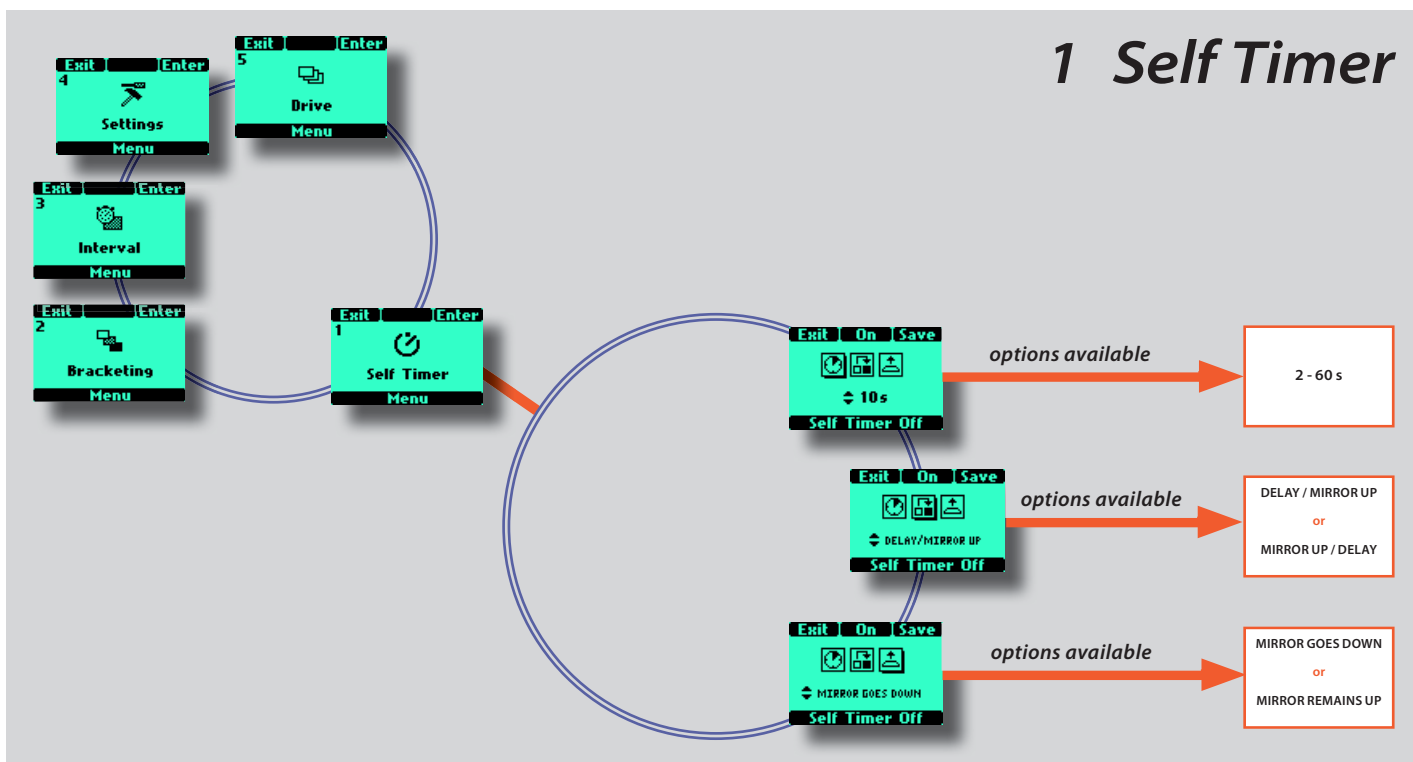 1 Self Timer
Exit Enter
5
Drive
Menu
Exit Enter
4
Settings
Menu
Exit Enter
3
Interval
Menu
Exit Enter
2
Bracketing
Menu
Exit Enter
1
Self Timer
Menu
Exit On Save
10s
Self Timer Off
options available
2 - 60 s
Exit On Save
DELAY/MIRROR UP
Self Timer Off
options available
DELAY / MIRROR UP
or
MIRROR UP / DELAY
Exit On Save
MIRROR GOES DOWN
Self Timer Off
options available
MIRROR GOES DOWN
or
MIRROR REMAINS UP